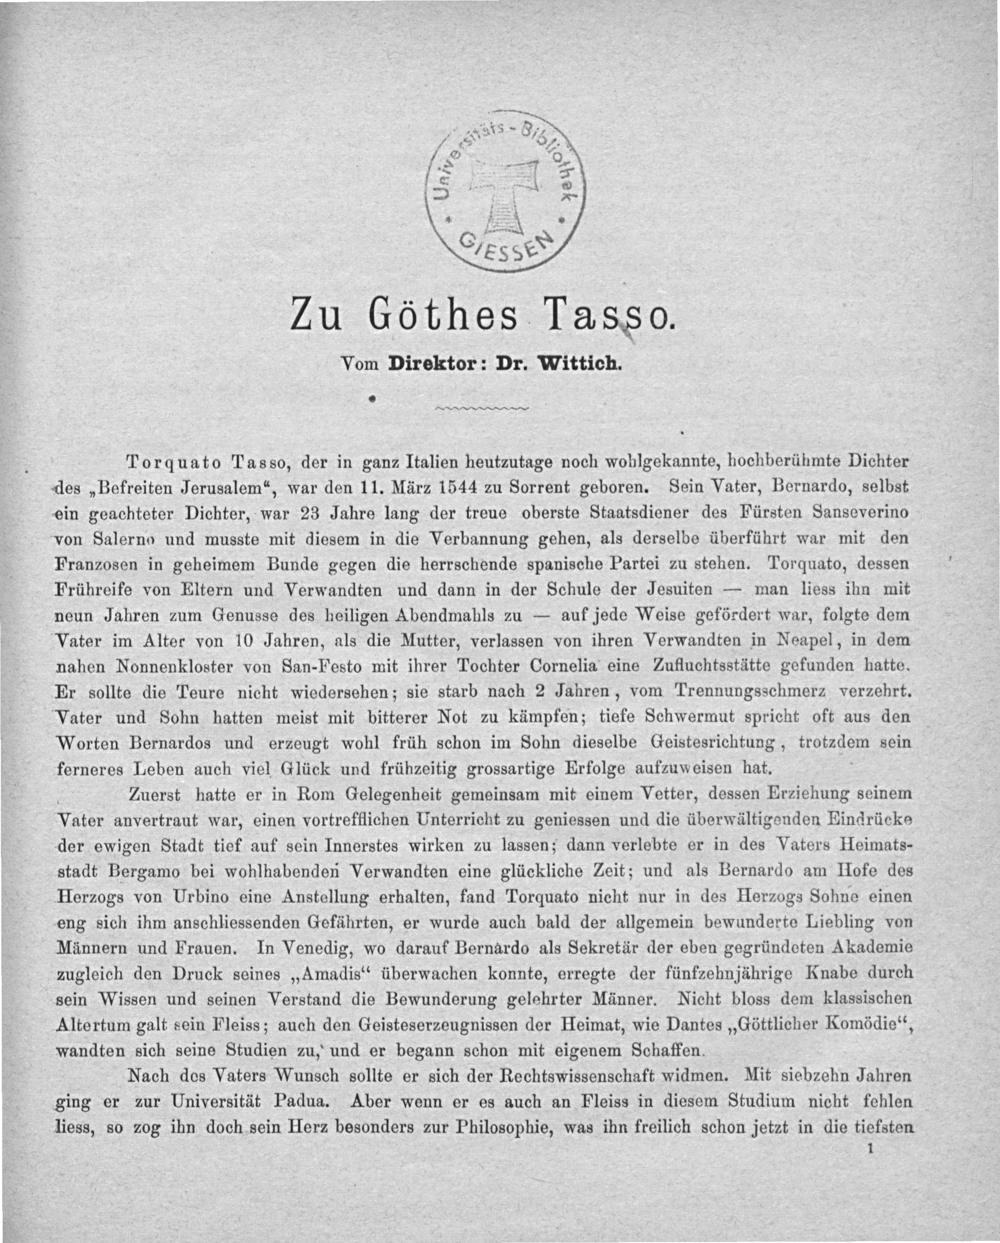 Universitäts-Bibliothek
* GIESSEN *
Zu Göthes Tasso.
Vom Direktor: Dr. Wittich.
Torquato Tasso, der in ganz Italien heutzutage noch wohlgekannte, hochberühmte Dichter
des „Befreiten Jerusalem“, war den 11. März 1544 zu Sorrent geboren. Sein Vater, Bernardo, selbst
ein geachteter Dichter, war 23 Jahre lang der treue oberste Staatsdiener des Fürsten Sanseverino
von Salerno und musste mit diesem in die Verbannung gehen, als derselbe überführt war mit den
Franzosen in geheimem Bunde gegen die herrschende spanische Partei zu stehen. Torquato, dessen
Frühreife von Eltern und Verwandten und dann in der Schule der Jesuiten — man liess ihn mit
neun Jahren zum Genusse des heiligen Abendmahls zu — auf jede Weise gefördert war, folgte dem
Vater im Alter von 10 Jahren, als die Mutter, verlassen von ihren Verwandten in Neapel, in dem
nahen Nonnenkloster von San-Festo mit ihrer Tochter Cornelia eine Zufluchtsstätte gefunden hatte.
Er sollte die Teure nicht wiedersehen; sie starb nach 2 Jahren, vom Trennungsschmerz verzehrt.
Vater und Sohn hatten meist mit bitterer Not zu kämpfen; tiefe Schwermut spricht oft aus den
Worten Bernardos und erzeugt wohl früh schon im Sohn dieselbe Geistesrichtung, trotzdem sein
ferneres Leben auch viel Glück und frühzeitig grossartige Erfolge aufzuweisen hat.
Zuerst hatte er in Rom Gelegenheit gemeinsam mit einem Vetter, dessen Erziehung seinem
Vater anvertraut war, einen vortrefflichen Unterricht zu geniessen und die überwältigenden Eindrücke
der ewigen Stadt tief auf sein Innerstes wirken zu lassen; dann verlebte er in des Vaters Heimats-
stadt Bergamo bei wohlhabenden Verwandten eine glückliche Zeit; und als Bernardo am Hofe des
Herzogs von Urbino eine Anstellung erhalten, fand Torquato nicht nur in des Herzogs Sohne einen
eng sich ihm anschliessenden Gefährten, er wurde auch bald der allgemein bewunderte Liebling von
Männern und Frauen. In Venedig, wo darauf Bernardo als Sekretär der eben gegründeten Akademie
zugleich den Druck seines „Amadis“ überwachen konnte, erregte der fünfzehnjährige Knabe durch
sein Wissen und seinen Verstand die Bewunderung gelehrter Männer. Nicht bloss dem klassischen
Altertum galt sein Fleiss; auch den Geisteserzeugnissen der Heimat, wie Dantes „Göttlicher Komödie“,
wandten sich seine Studien zu, und er begann schon mit eigenem Schaffen.
Nach des Vaters Wunsch sollte er sich der Rechtswissenschaft widmen. Mit siebzehn Jahren
ging er zur Universität Padua. Aber wenn er es auch an Fleiss in diesem Studium nicht fehlen
liess, so zog ihn doch sein Herz besonders zur Philosophie, was ihn freilich schon jetzt in die tiefsten
1